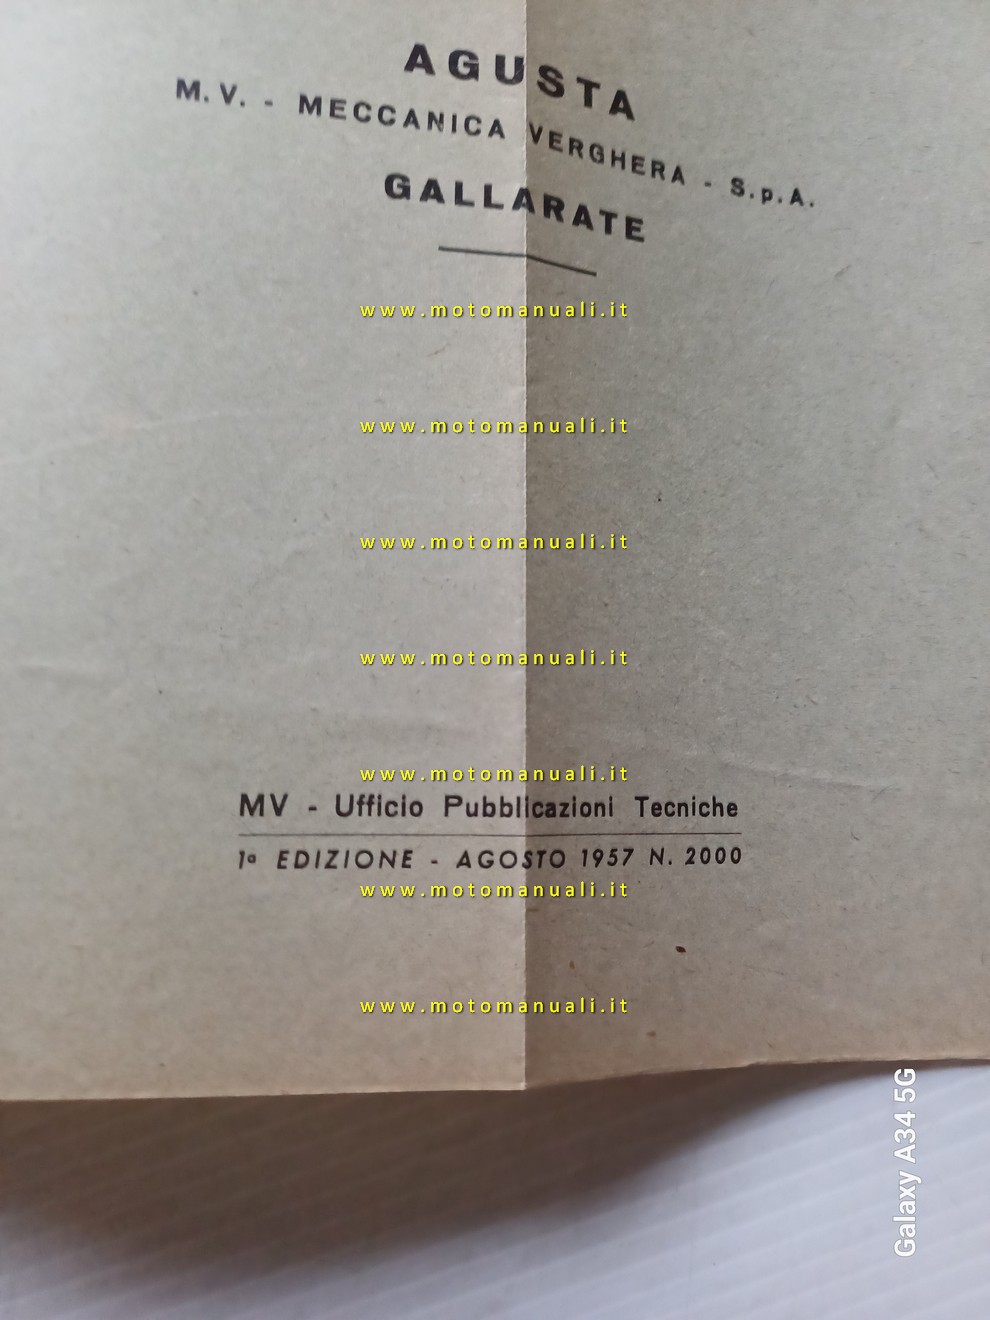 AGUSTA
M. V. - MECCANICA VERGHERA - S.p.A.
GALLARATE
www.motomanuali.it
www.motomanuali.it
www.motomanuali.it
www.motomanuali.it
www.motomanuali.it
MV - Ufficio Pubblicazioni Tecniche
1ª EDIZIONE - AGOSTO 1957 N. 2000
www.motomanuali.it
www.motomanuali.it
Galaxy A34 5G